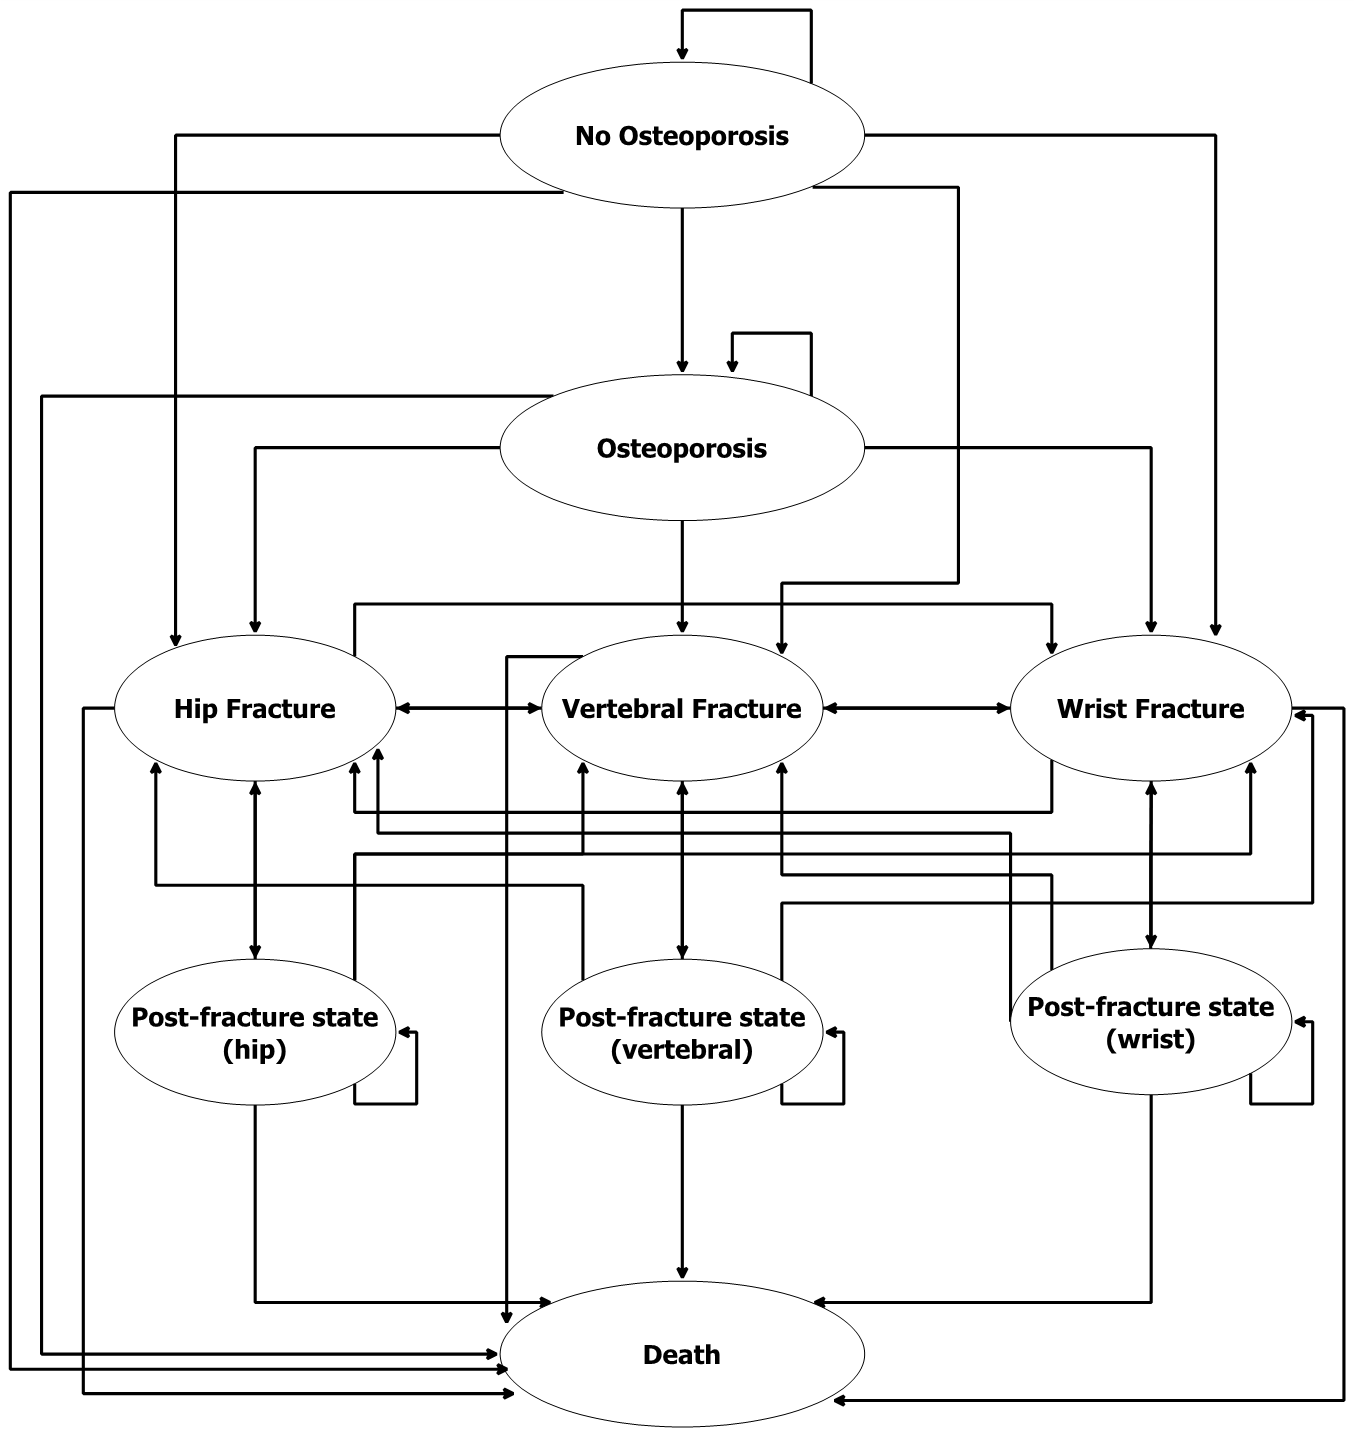 No Osteoporosis
Osteoporosis
Hip Fracture
Vertebral Fracture
Wrist Fracture
Post-fracture state
(hip)
Post-fracture state
(vertebral)
Post-fracture state
(wrist)
Death